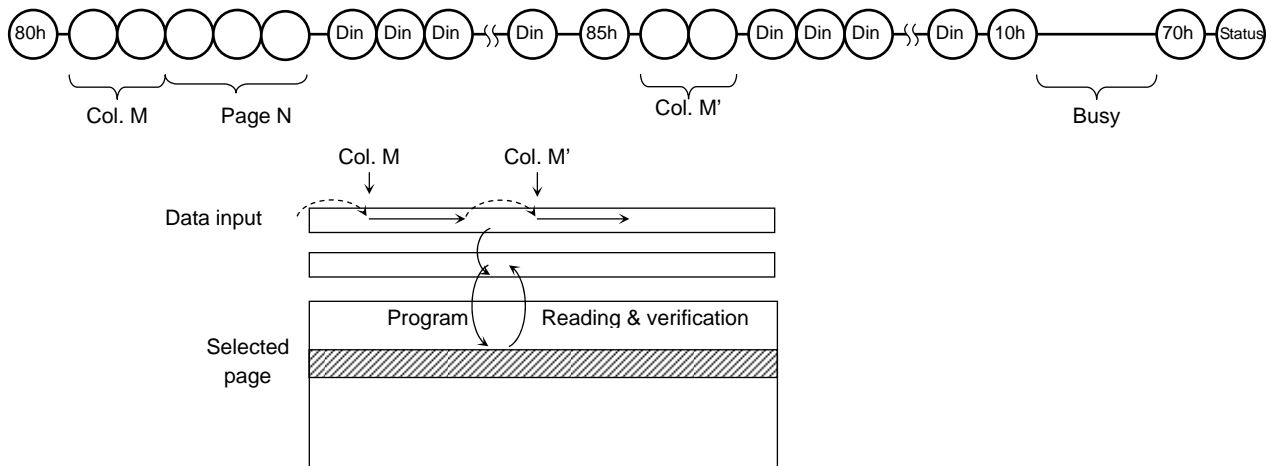 80h Din Din Din Din 85h Din Din Din Din 10h 70h Status
Col. M Page N Col. M’ Busy
Col. M Col. M’
Data input
Program Reading & verification
Selected
page